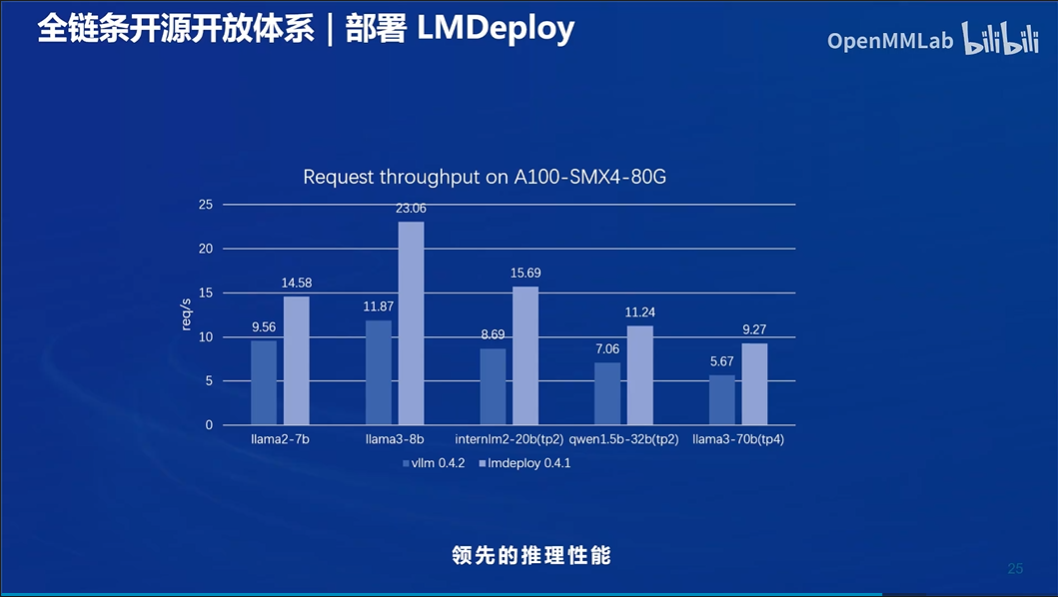 全链条开源开放体系｜部署 LMDeploy
OpenMMLab bilibili
Request throughput on A100-SMX4-80G
req/s
25
20
15
10
5
0
9.56
14.58
11.87
23.06
8.69
15.69
7.06
11.24
5.67
9.27
llama2-7b
llama3-8b
internlm2-20b(tp2)
qwen1.5b-32b(tp2)
llama3-70b(tp4)
vllm 0.4.2
lmdeploy 0.4.1
领先的推理性能
25